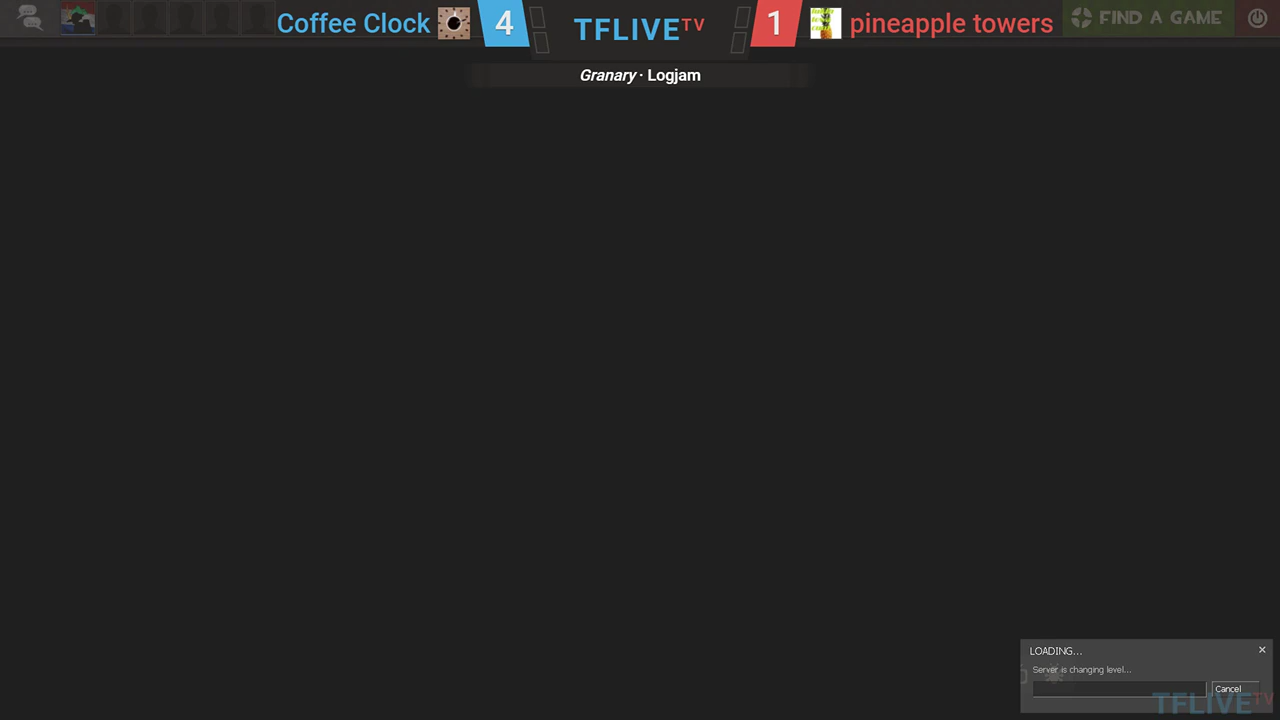 Coffee Clock 4 TFLIVETV 1 pineapple towers FIND A GAME
Granary · Logjam
LOADING...
Server is changing level...
Cancel
TFLIVETV